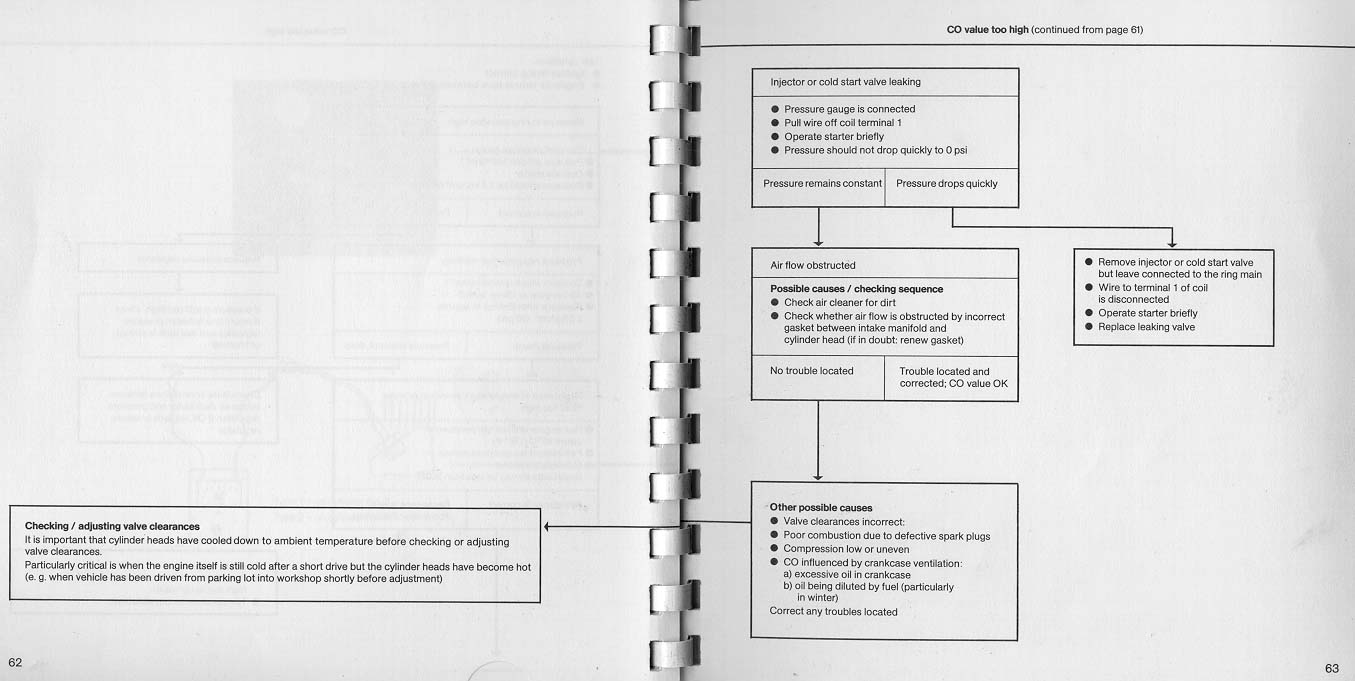 Checking / adjusting valve clearances
It is important that cylinder heads have cooled down to ambient temperature before checking or adjusting
valve clearances.
Particularly critical is when the engine itself is still cold after a short drive but the cylinder heads have become hot
(e. g. when vehicle has been driven from parking lot into workshop shortly before adjustment)
62
CO value too high (continued from page 61)
Injector or cold start valve leaking
● Pressure gauge is connected
● Pull wire off coil terminal 1
● Operate starter briefly
● Pressure should not drop quickly to 0 psi
Pressure remains constant
Pressure drops quickly
Air flow obstructed
Possible causes / checking sequence
● Check air cleaner for dirt
● Check whether air flow is obstructed by incorrect
gasket between intake manifold and
cylinder head (if in doubt: renew gasket)
No trouble located
Trouble located and
corrected; CO value OK
● Remove injector or cold start valve
but leave connected to the ring main
● Wire to terminal 1 of coil
is disconnected
● Operate starter briefly
● Replace leaking valve
Other possible causes
● Valve clearances incorrect:
● Poor combustion due to defective spark plugs
● Compression low or uneven
● CO influenced by crankcase ventilation:
a) excessive oil in crankcase
b) oil being diluted by fuel (particularly
in winter)
Correct any troubles located
63